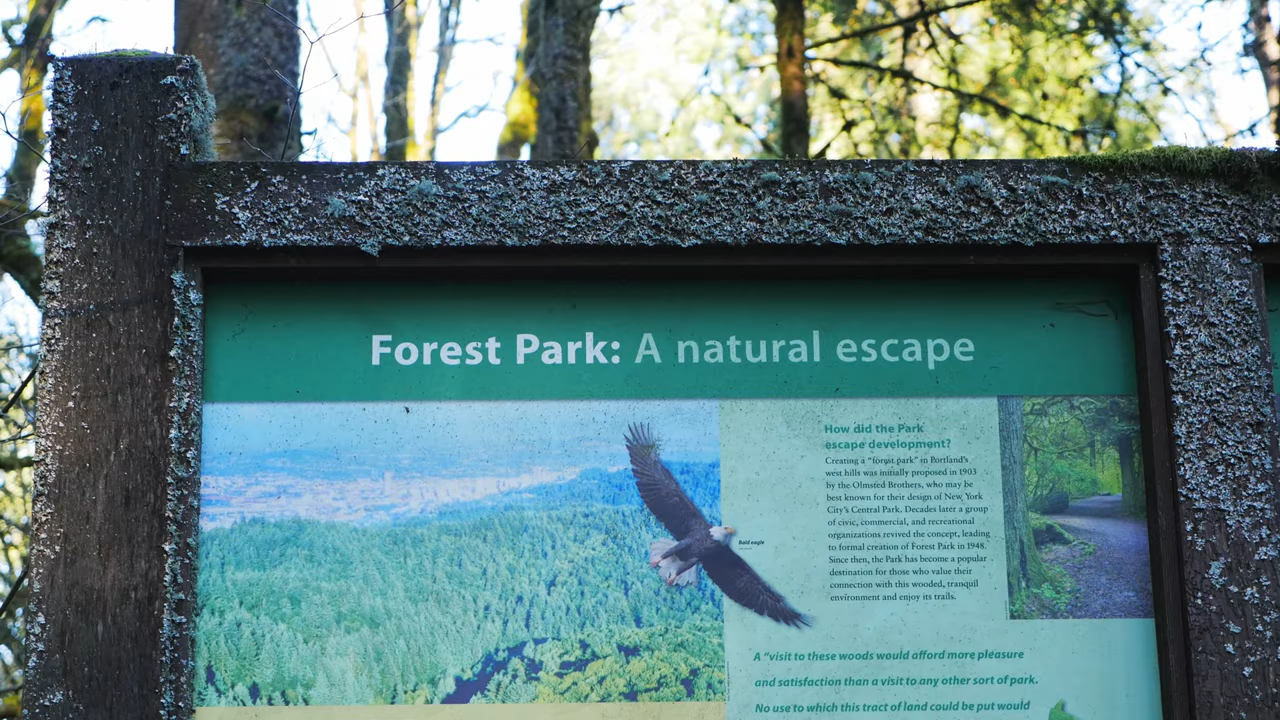 Forest Park: A natural escape
How did the Park
escape development?
Creating a “forest park” in Portland's
west hills was initially proposed in 1903
by the Olmsted Brothers, who may be
best known for their design of New York
City's Central Park. Decades later a group
of civic, commercial, and recreational
organizations revived the concept, leading
to formal creation of Forest Park in 1948.
Since then, the Park has become a popular
destination for those who value their
connection with this wooded, tranquil
environment and enjoy its trails.
Bald eagle
A “visit to these woods would afford more pleasure
and satisfaction than a visit to any other sort of park.
No use to which this tract of land could be put would